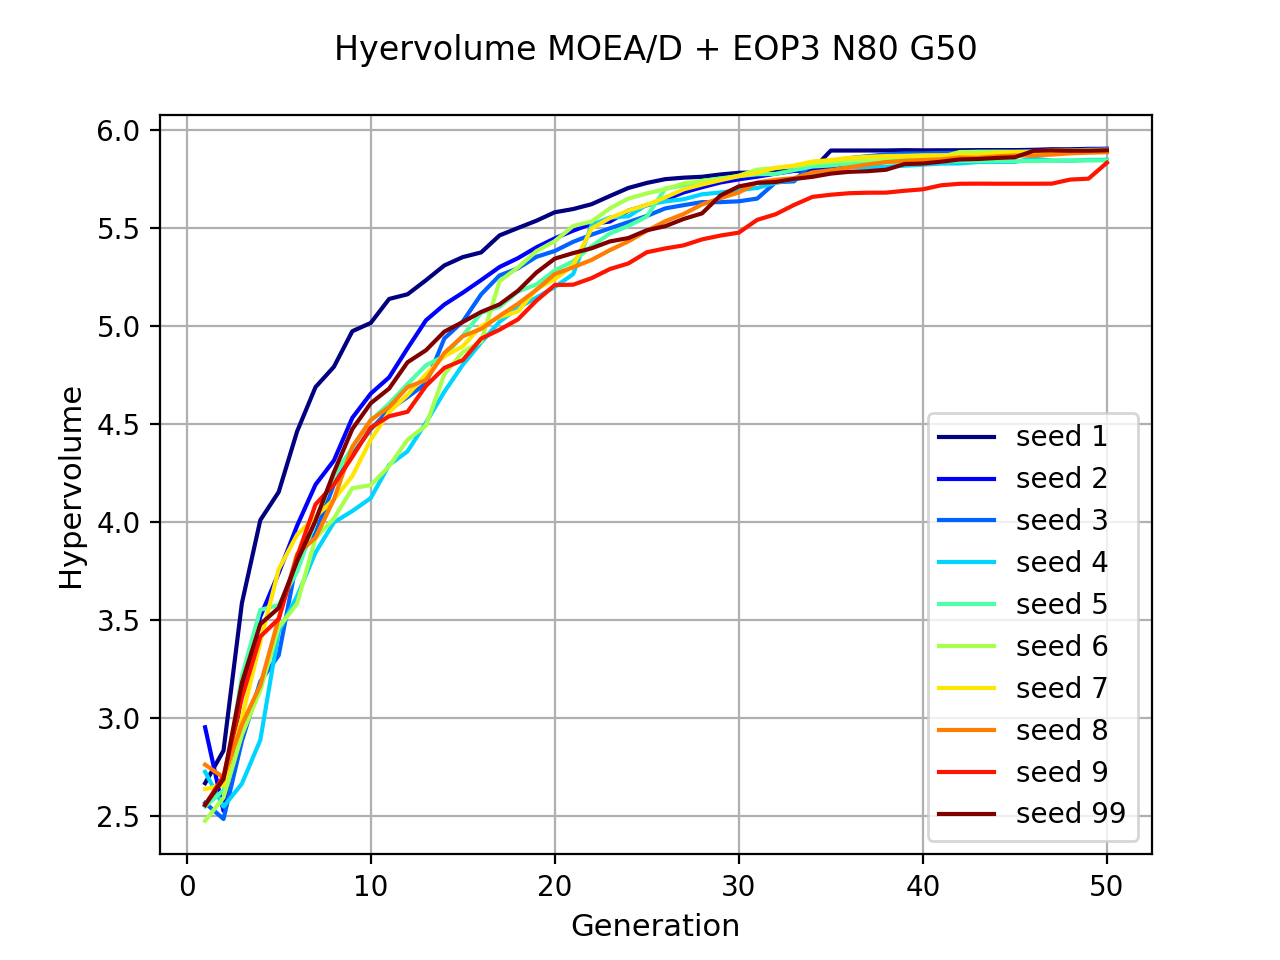 Hyervolume MOEA/D + EOP3 N80 G50
6.0
5.5
5.0
4.5
4.0
3.5
3.0
2.5
Hypervolume
seed 1
seed 2
seed 3
seed 4
seed 5
seed 6
seed 7
seed 8
seed 9
seed 99
0 10 20 30 40 50
Generation